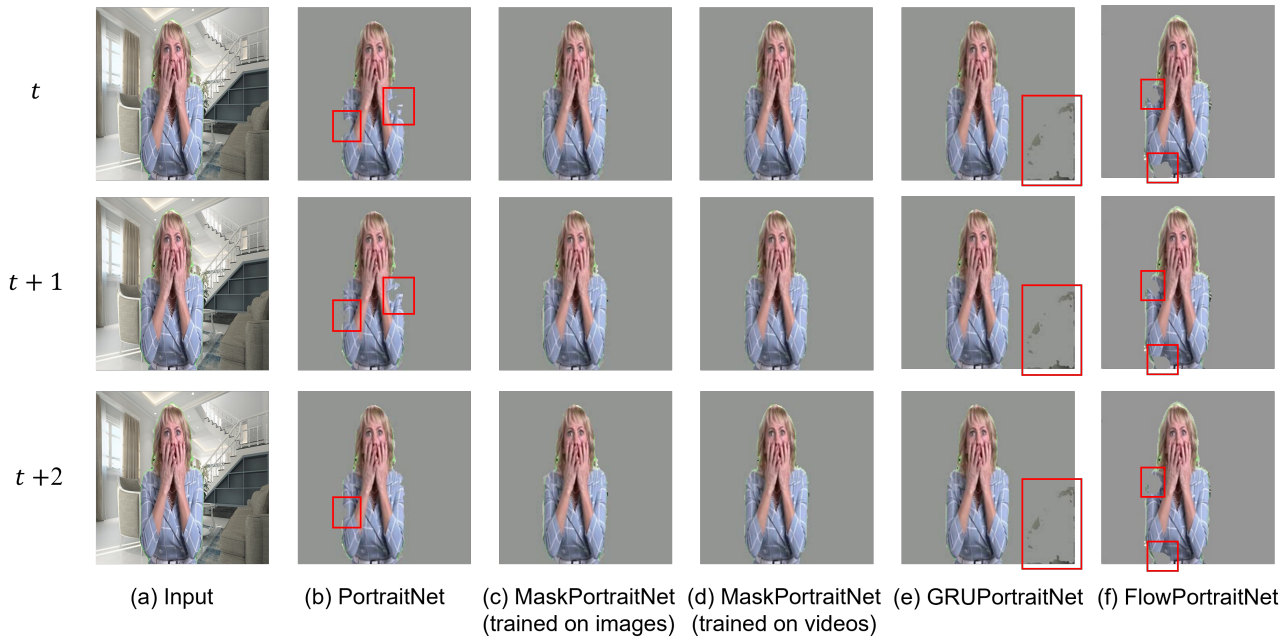 t
t + 1
t +2
(a) Input
(b) PortraitNet
(c) MaskPortraitNet
(trained on images)
(d) MaskPortraitNet
(trained on videos)
(e) GRUPortraitNet
(f) FlowPortraitNet